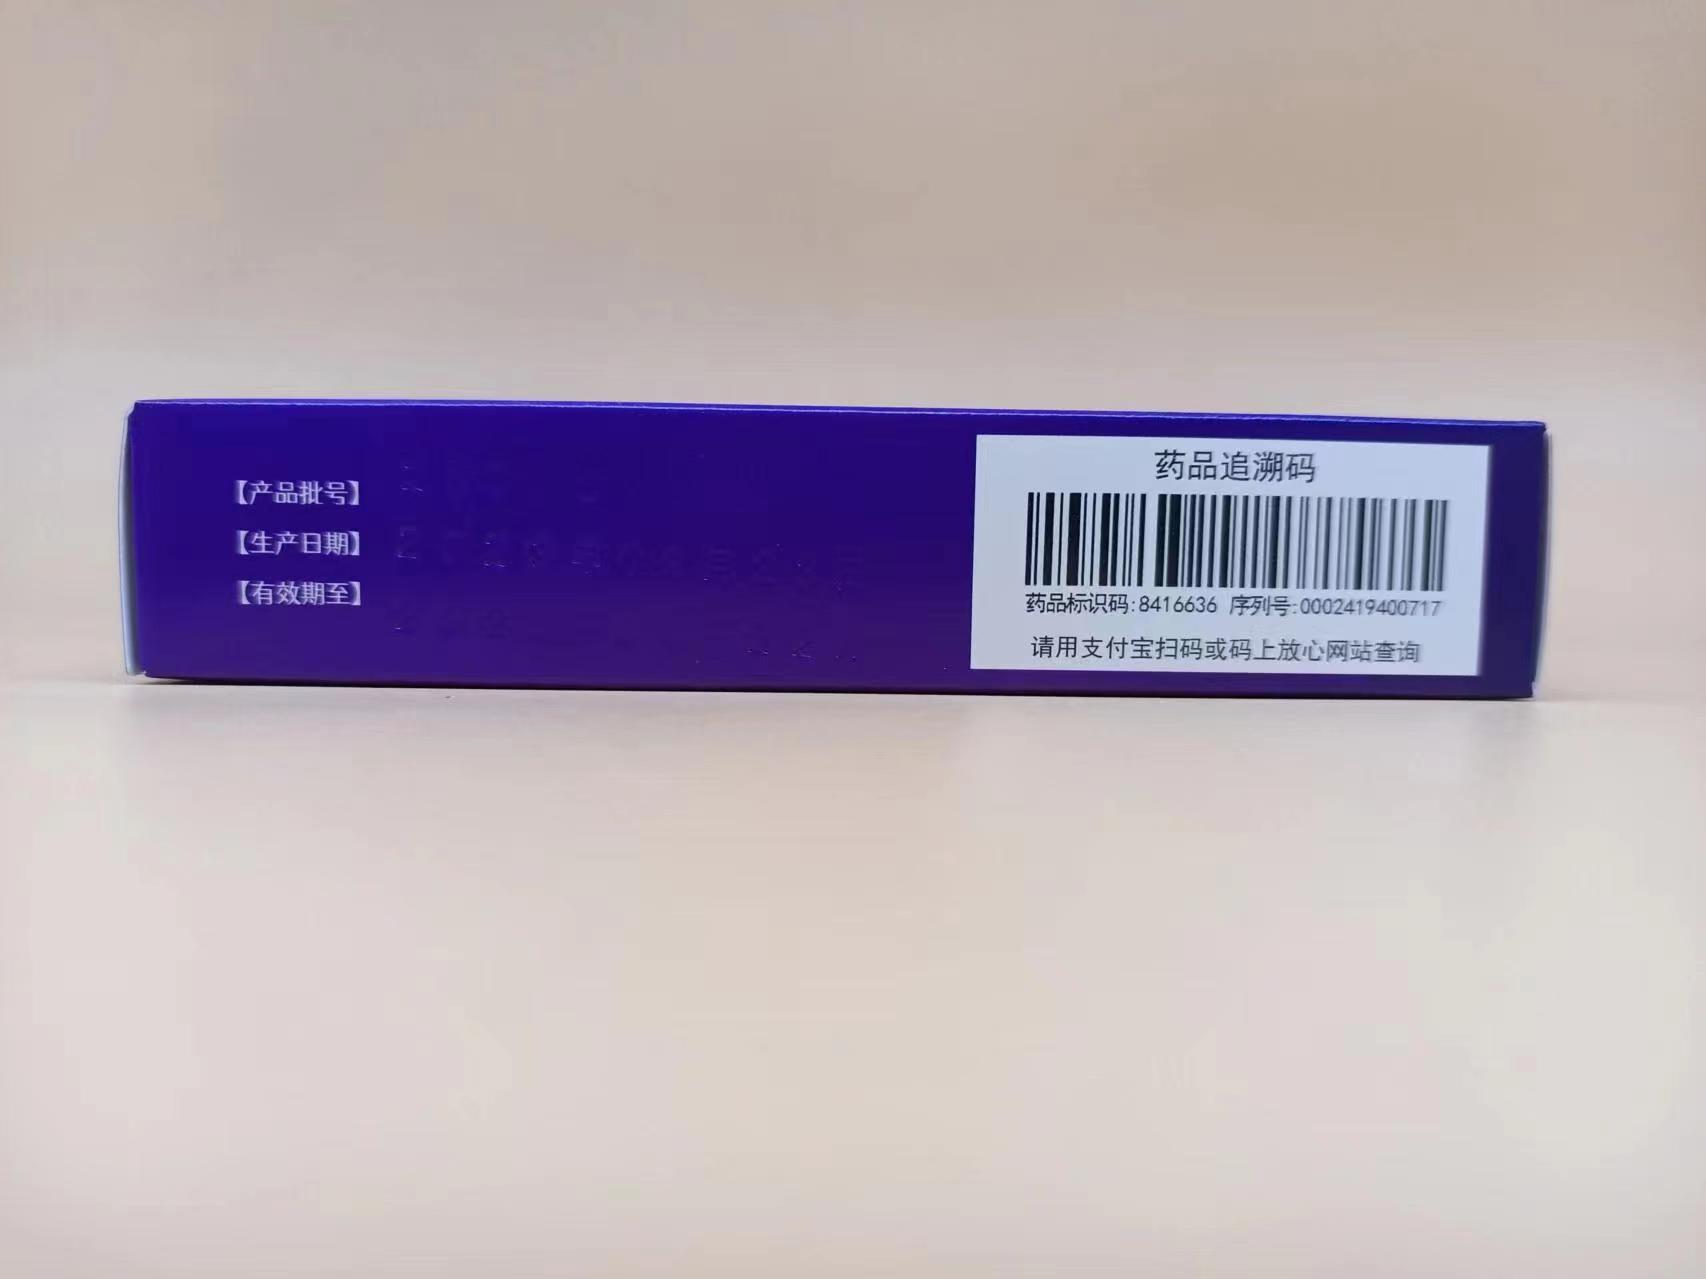 【产品批号】
【生产日期】
【有效期至】
药品追溯码
药品标识码:8416636 序列号:0002419400717
请用支付宝扫码或码上放心网站查询